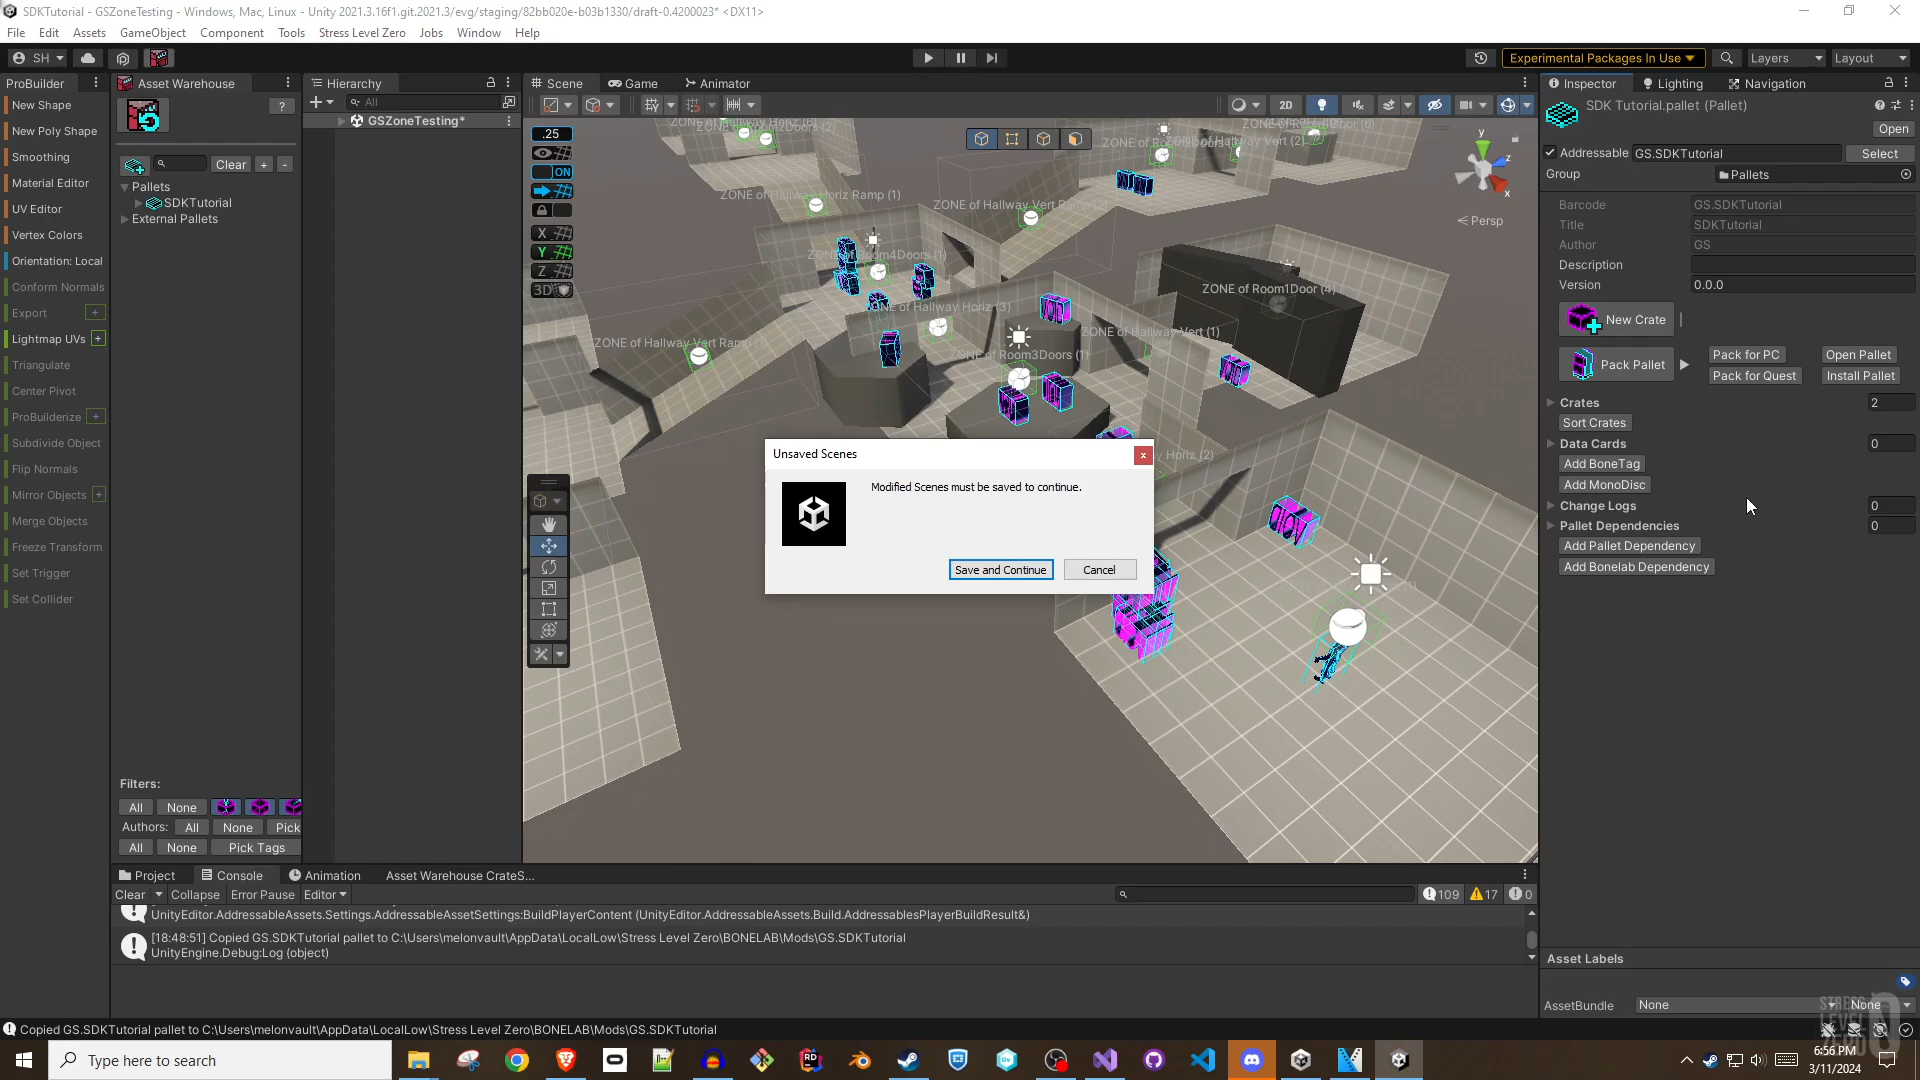 SDKTutorial - GSZoneTesting - Windows, Mac, Linux - Unity 2021.3.16f1.git.2021.3/evg/staging/82bb020e-b03b1330/draft-0.4200023* <DX11>
File Edit Assets GameObject Component Tools Stress Level Zero Jobs Window Help
SH
Experimental Packages In Use
Layers
Layout
ProBuilder
New Shape
New Poly Shape
Smoothing
Material Editor
UV Editor
Vertex Colors
Orientation: Local
Conform Normals
Export +
Lightmap UVs +
Triangulate
Center Pivot
ProBuilderize +
Subdivide Object
Flip Normals
Mirror Objects +
Merge Objects
Freeze Transform
Set Trigger
Set Collider
Asset Warehouse
?
Clear + -
Pallets
SDKTutorial
External Pallets
Filters:
All None
Authors: All None Pick
All None Pick Tags
Hierarchy
+ All
GSZoneTesting*
Scene Game Animator
2D
.25
ON
X
Y
Z
3D
ZONE of Hallway Horiz Ramp (1)
ZONE of Room4Doors (1)
ZONE of Hallway Horiz (3)
ZONE of Room1Door (4)
ZONE of Hallway Vert (1)
ZONE of Room3Doors (1)
y
z
x
< Persp
Unsaved Scenes
x
Modified Scenes must be saved to continue.
Save and Continue
Cancel
Inspector Lighting Navigation
SDK Tutorial.pallet (Pallet)
Open
Addressable GS.SDKTutorial Select
Group Pallets
Barcode GS.SDKTutorial
Title SDKTutorial
Author GS
Description
Version 0.0.0
New Crate
Pack Pallet
Pack for PC Open Pallet
Pack for Quest Install Pallet
Crates 2
Sort Crates
Data Cards 0
Add BoneTag
Add MonoDisc
Change Logs 0
Pallet Dependencies 0
Add Pallet Dependency
Add Bonelab Dependency
Asset Labels
AssetBundle None None
Project Console Animation Asset Warehouse CrateS...
Clear Collapse Error Pause Editor
109 17 0
UnityEditor.AddressableAssets.Settings.AddressableAssetSettings:BuildPlayerContent (UnityEditor.AddressableAssets.Build.AddressablesPlayerBuildResult&)
[18:48:51] Copied GS.SDKTutorial pallet to C:\Users\melonvault\AppData\LocalLow\Stress Level Zero\BONELAB\Mods\GS.SDKTutorial
UnityEngine.Debug:Log (object)
Copied GS.SDKTutorial pallet to C:\Users\melonvault\AppData\LocalLow\Stress Level Zero\BONELAB\Mods\GS.SDKTutorial
STRESS
LEVEL
ZERO
Type here to search
6:56 PM
3/11/2024